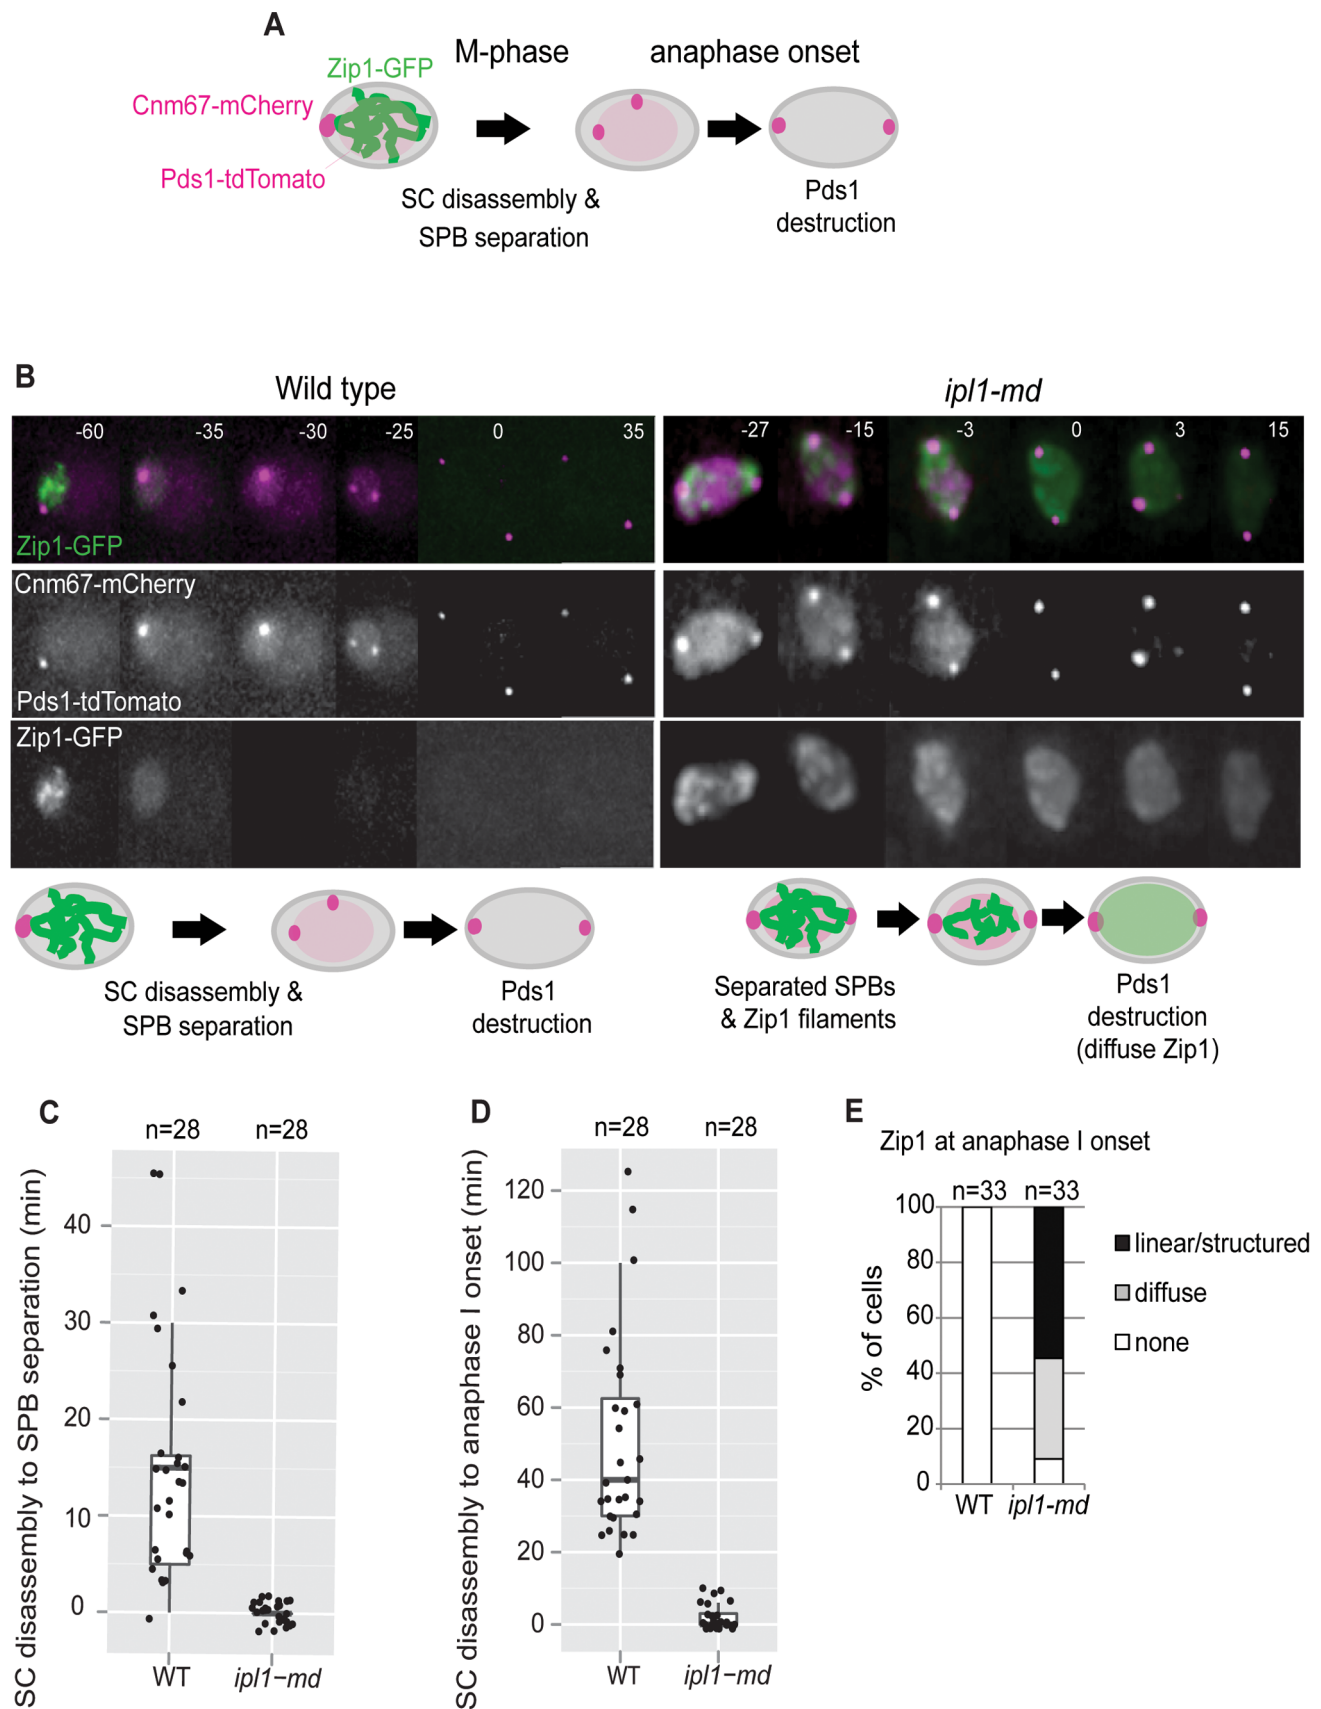 A
M-phase
anaphase onset
Zip1-GFP
Cnm67-mCherry
Pds1-tdTomato
SC disassembly &
SPB separation
Pds1
destruction
B
Wild type
ipl1-md
-60 -35 -30 -25 0 35
-27 -15 -3 0 3 15
Zip1-GFP
Cnm67-mCherry
Pds1-tdTomato
Zip1-GFP
SC disassembly &
SPB separation
Pds1
destruction
Separated SPBs
& Zip1 filaments
Pds1
destruction
(diffuse Zip1)
C
n=28 n=28
SC disassembly to SPB separation (min)
40
30
20
10
0
WT ipl1−md
D
n=28 n=28
SC disassembly to anaphase I onset (min)
120
100
80
60
40
20
0
WT ipl1−md
E
Zip1 at anaphase I onset
n=33 n=33
% of cells
100
80
60
40
20
0
WT ipl1-md
linear/structured
diffuse
none